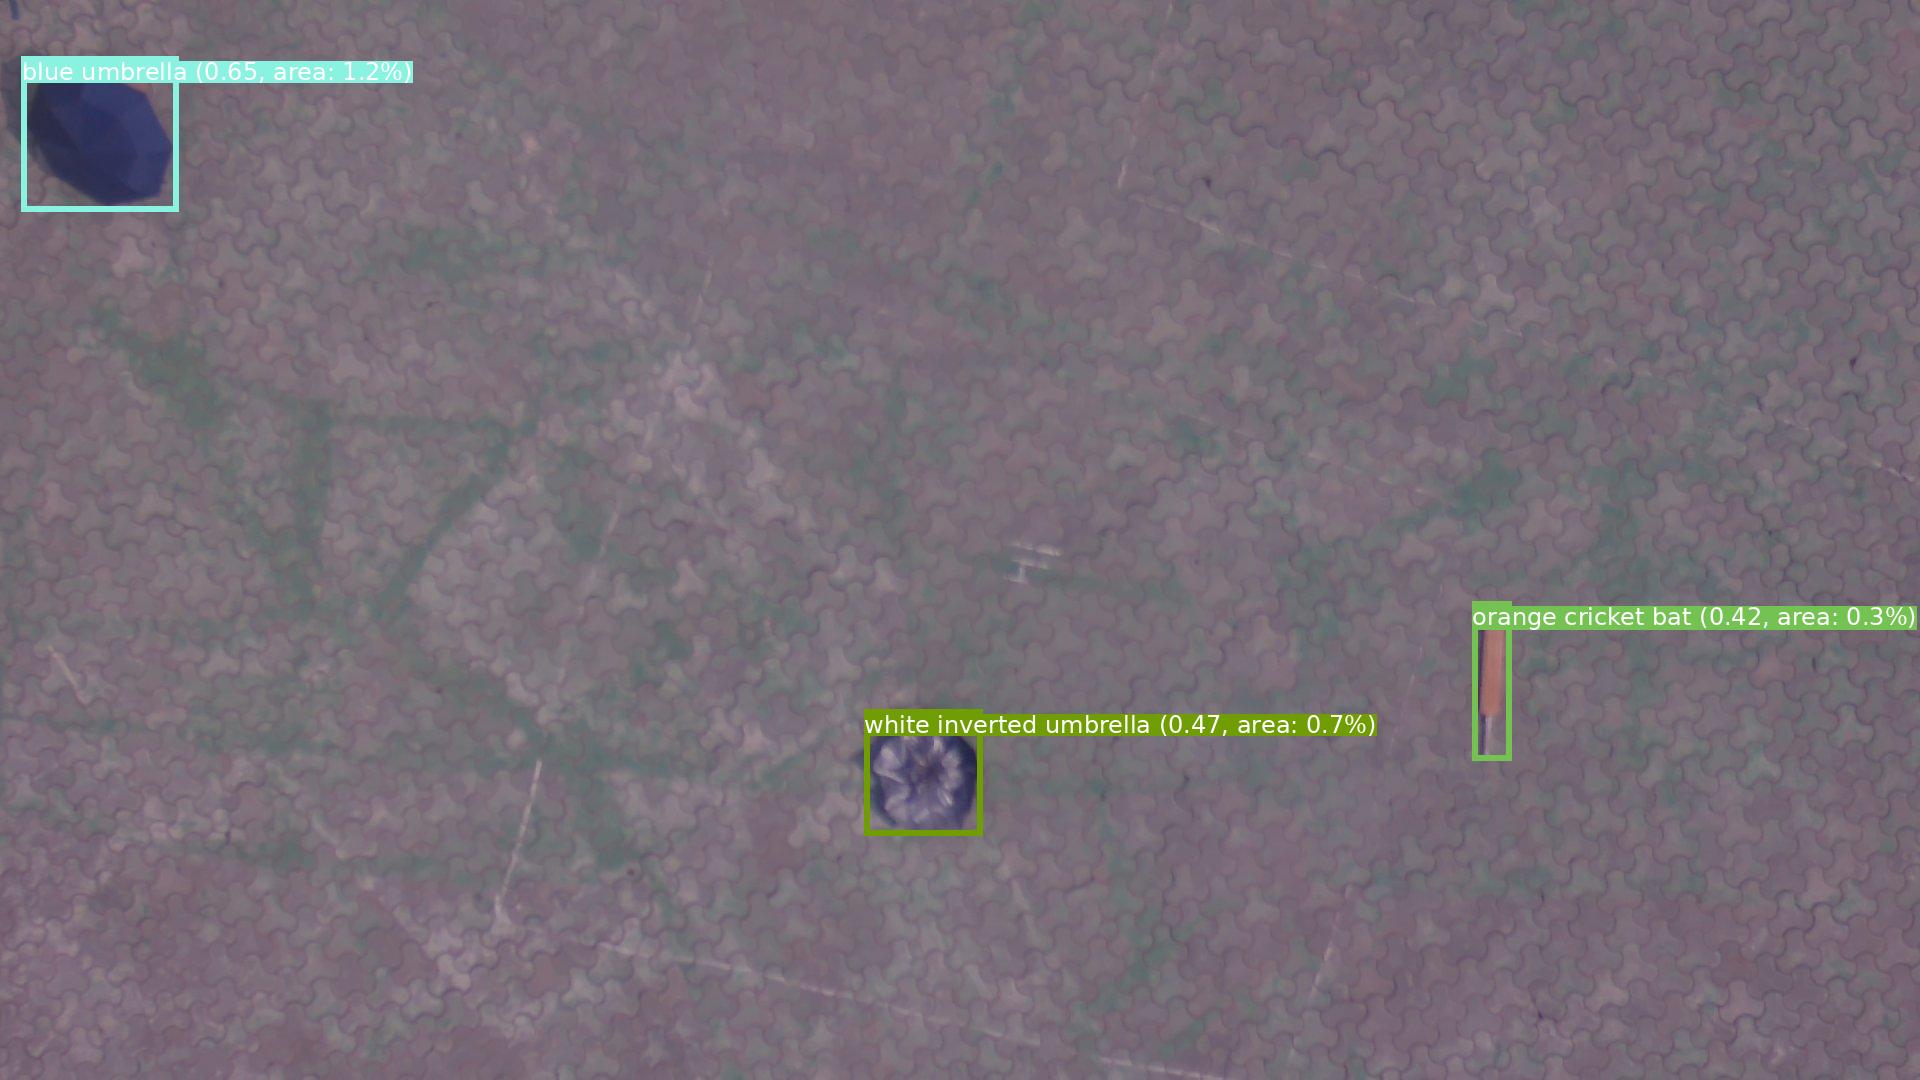 blue umbrella (0.65, area: 1.2%)
orange cricket bat (0.42, area: 0.3%)
white inverted umbrella (0.47, area: 0.7%)